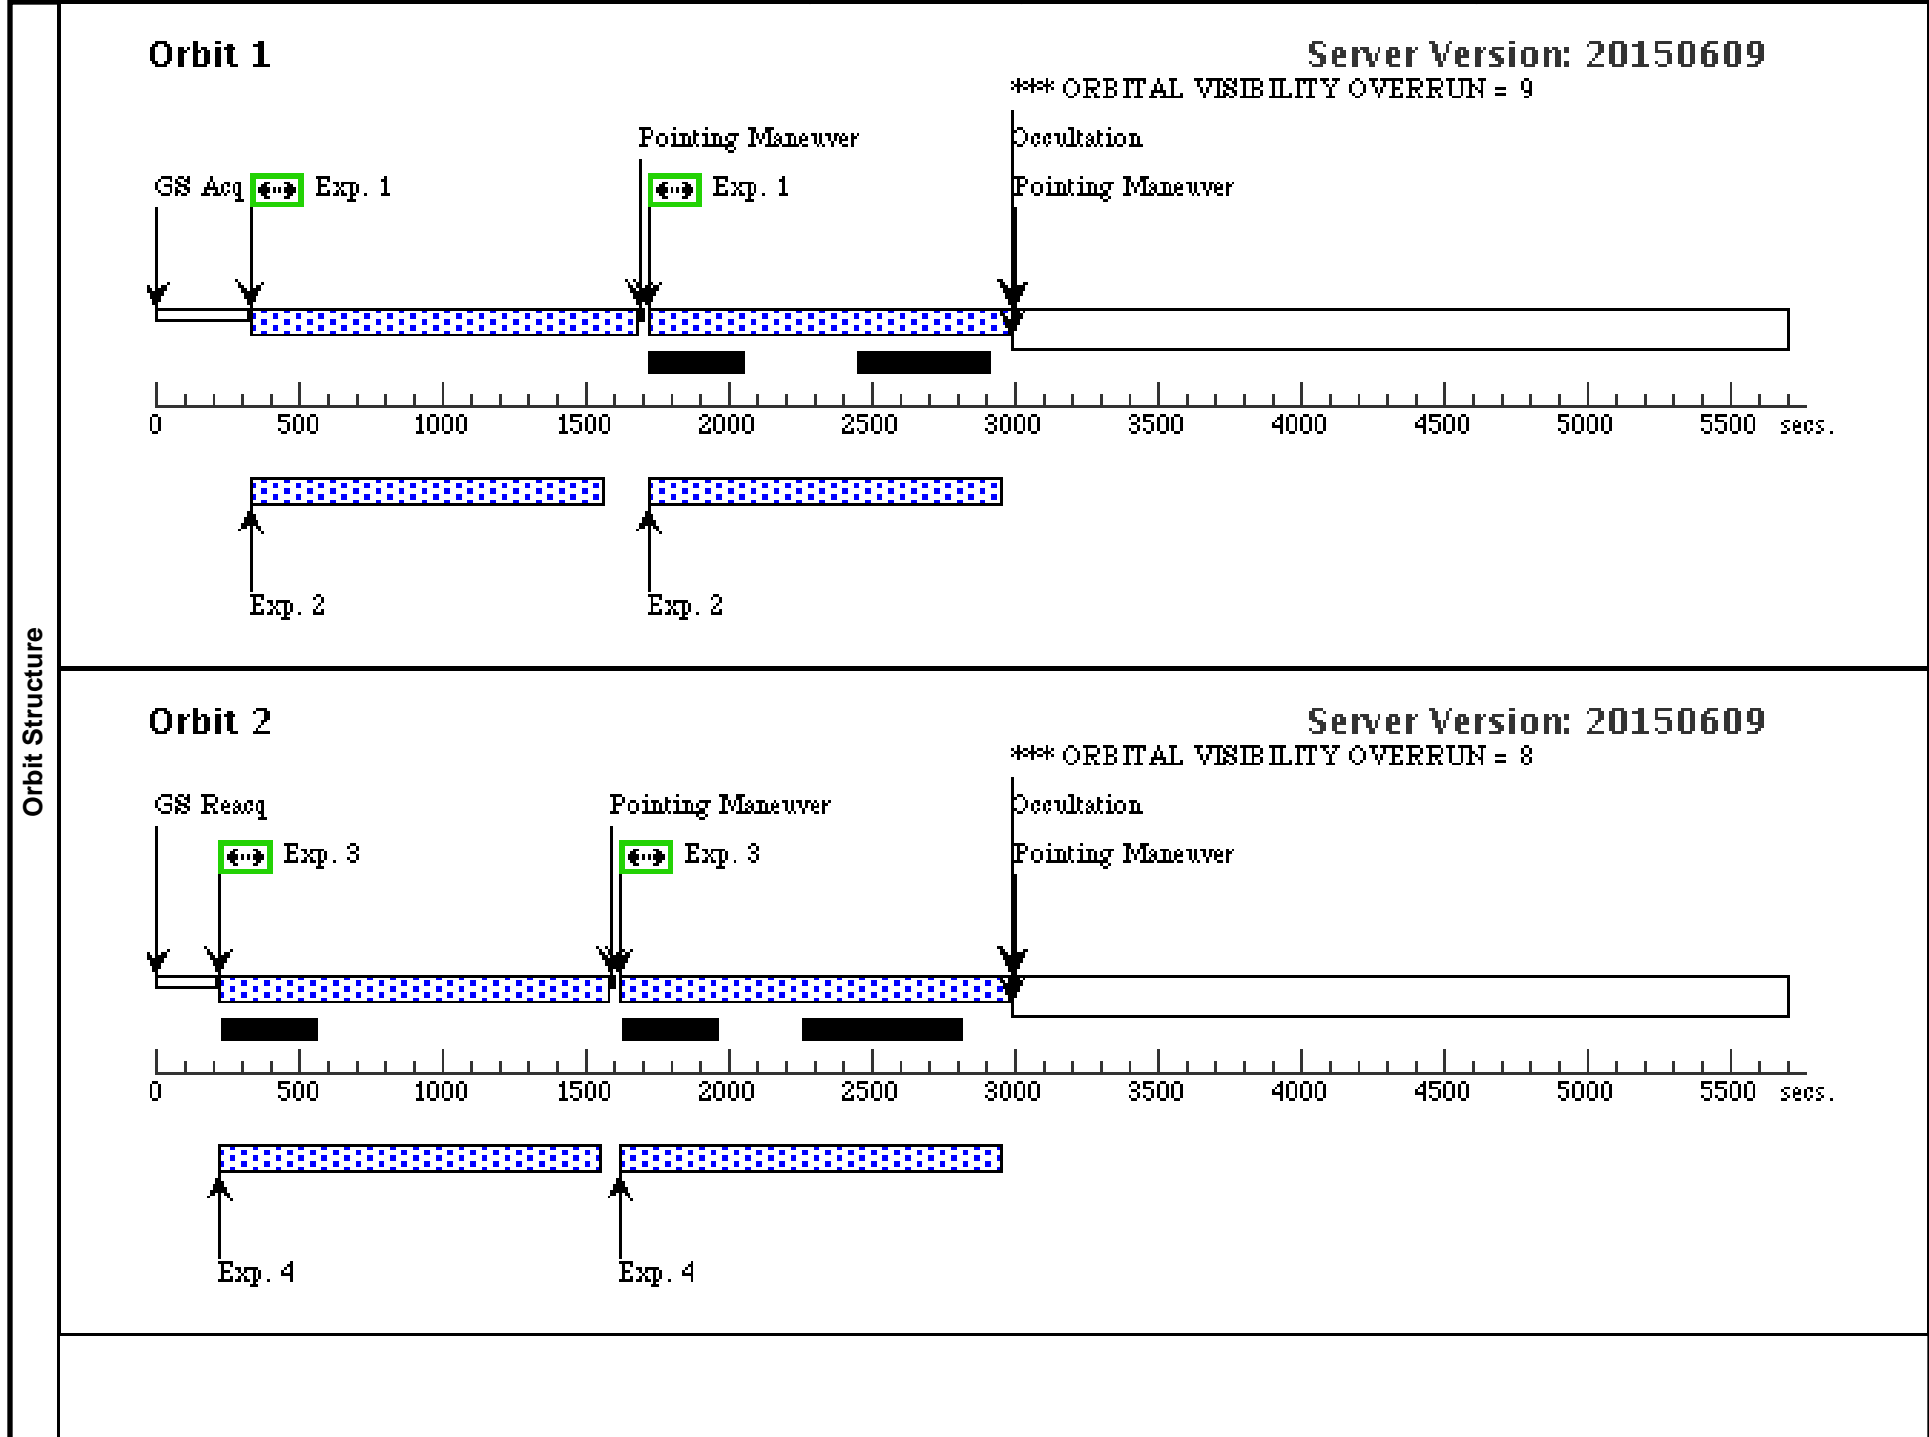 Orbit Structure
Orbit 1
Server Version: 20150609
*** ORBITAL VISIBILITY OVERRUN = 9
Pointing Maneuver
Occultation
GS Acq
Exp. 1
Exp. 1
Pointing Maneuver
0 500 1000 1500 2000 2500 3000 3500 4000 4500 5000 5500 secs.
Exp. 2
Exp. 2
Orbit 2
Server Version: 20150609
*** ORBITAL VISIBILITY OVERRUN = 8
GS Reacq
Pointing Maneuver
Occultation
Exp. 3
Exp. 3
Pointing Maneuver
0 500 1000 1500 2000 2500 3000 3500 4000 4500 5000 5500 secs.
Exp. 4
Exp. 4